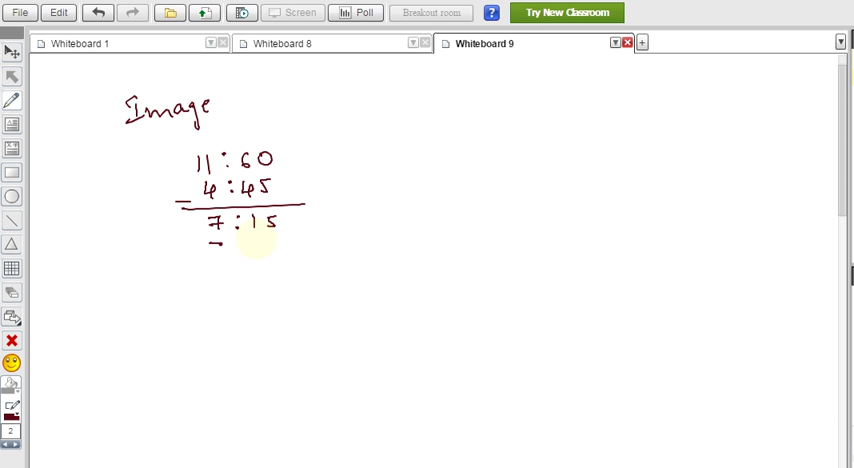 File Edit Screen Poll Breakout room ? Try New Classroom
Whiteboard 1 Whiteboard 8 Whiteboard 9
Image
11:60
4:45
7:15
2